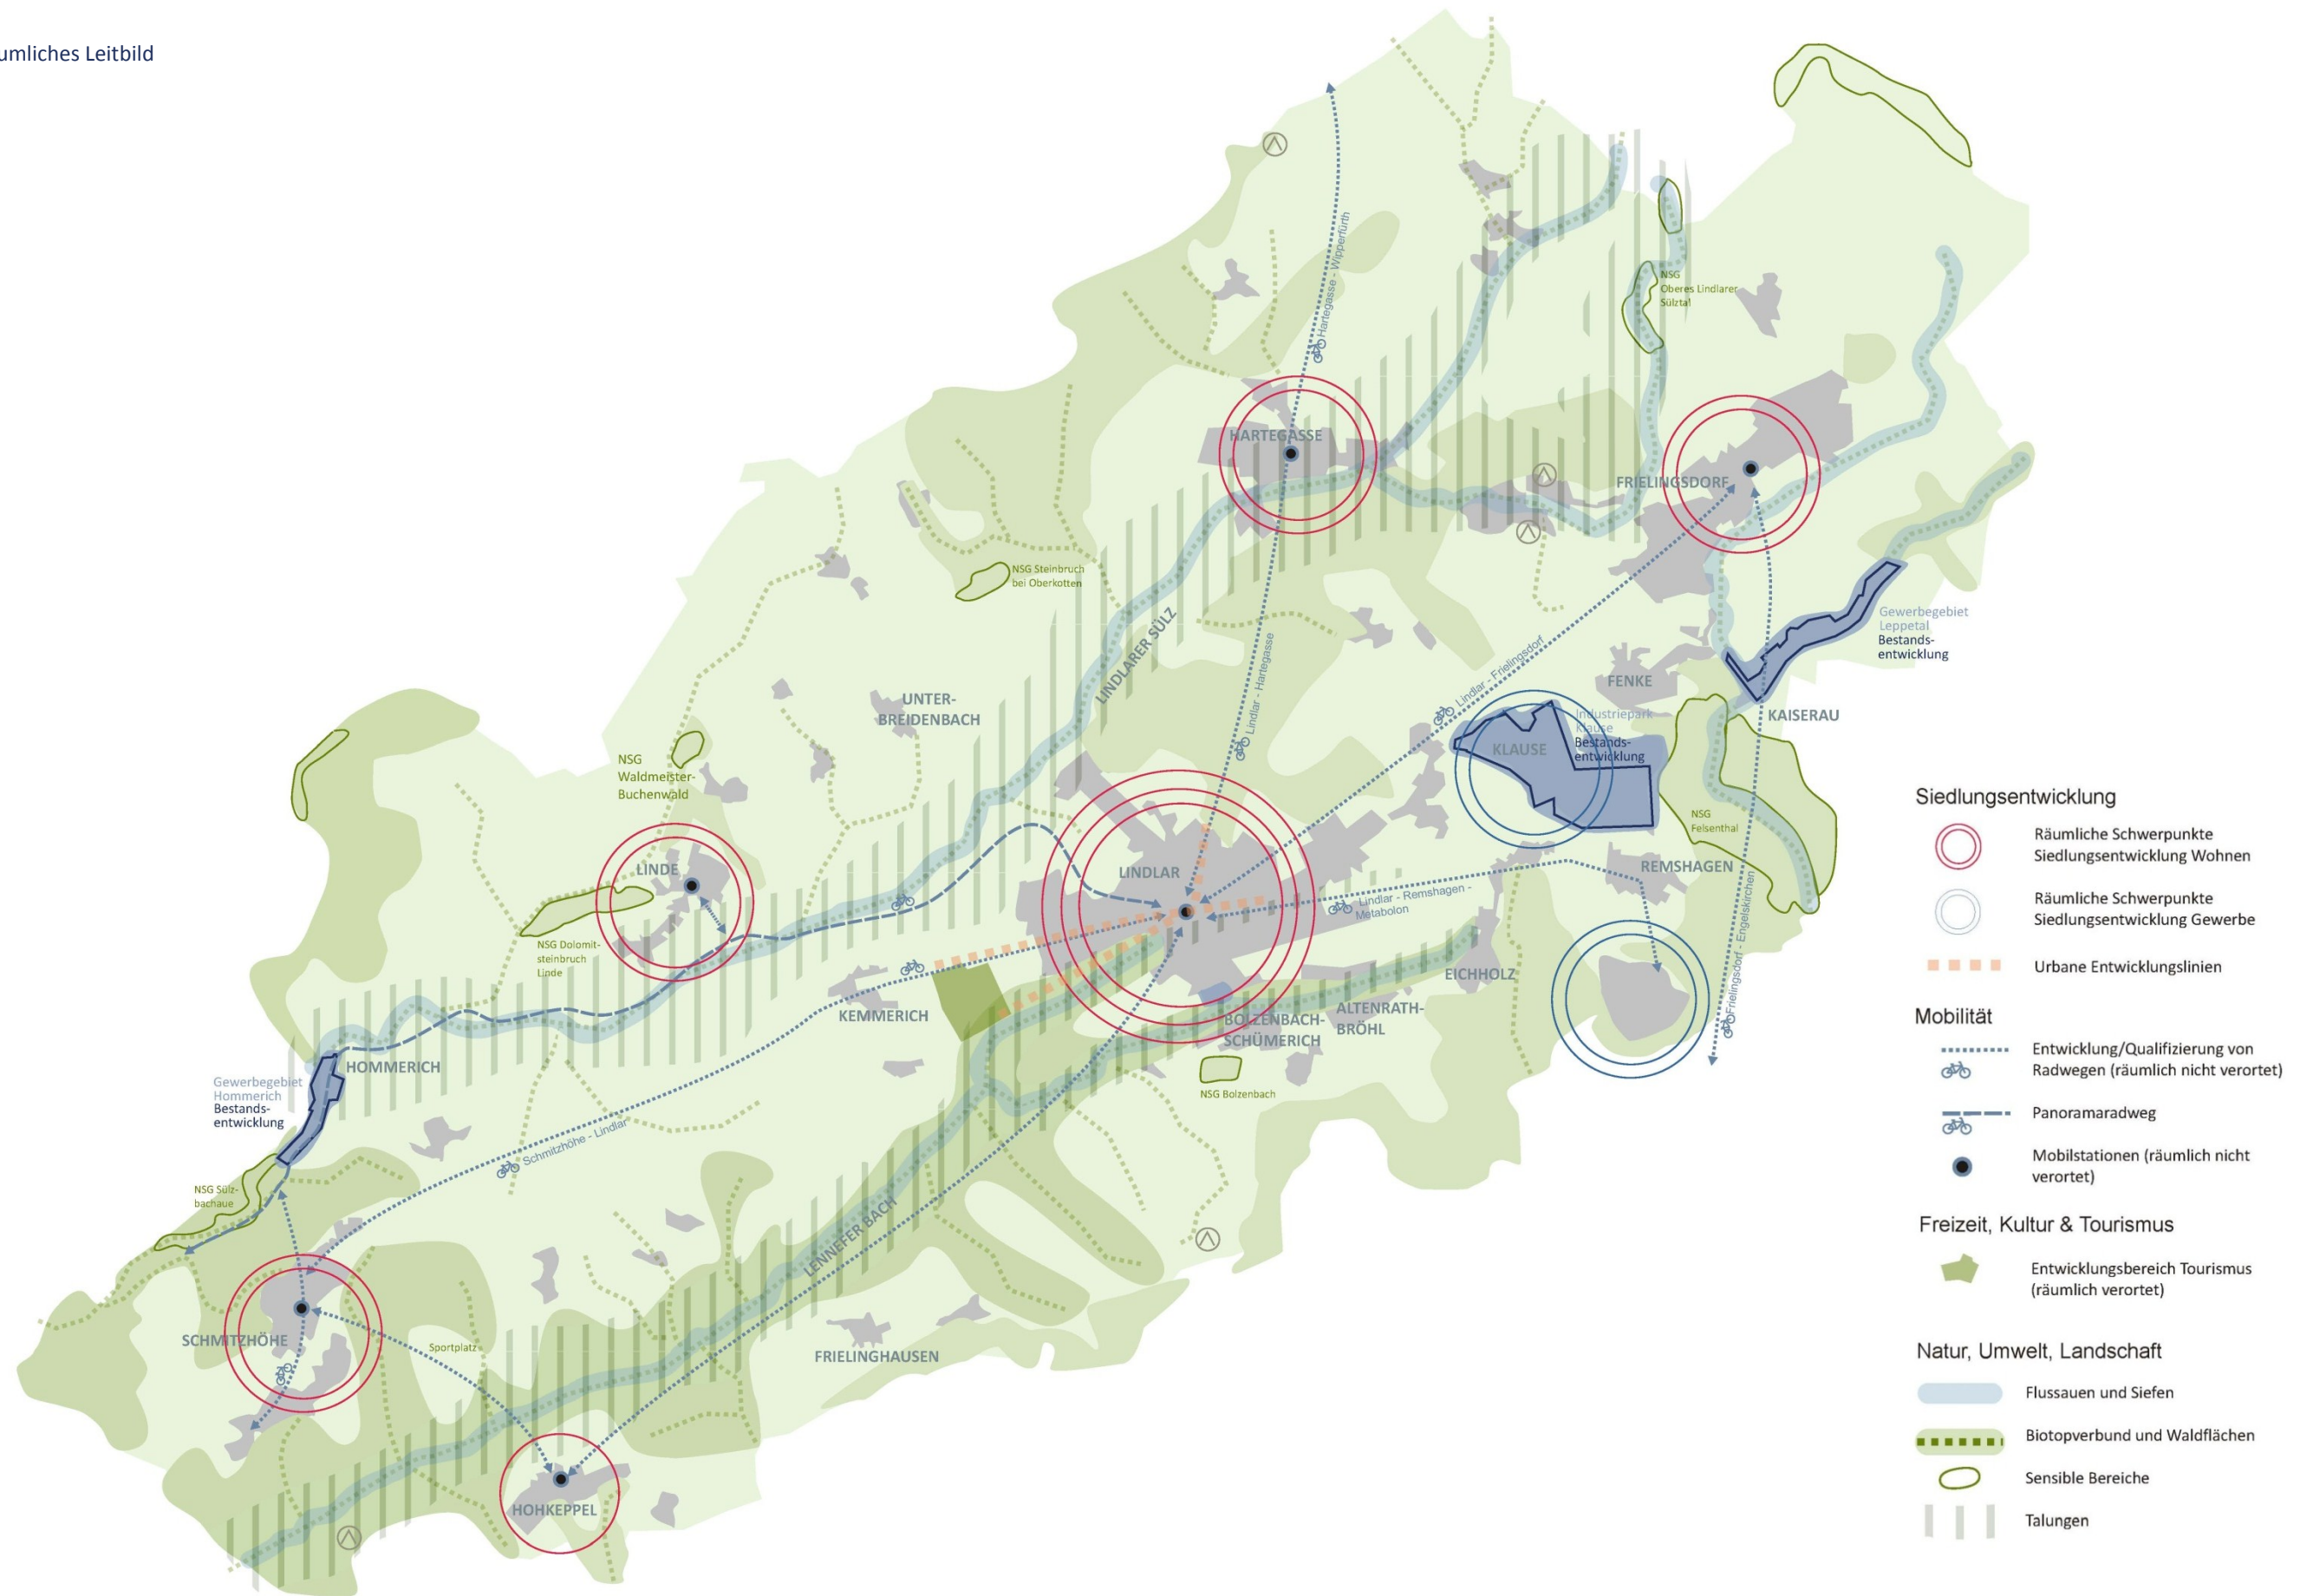 umliches Leitbild
Hartegasse - Wipperfürth
NSG
Oberes Lindlarer
Sülztal
HARTEGASSE
FRIELINGSDORF
NSG Steinbruch
bei Oberkotten
LINDLARER SÜLZ
Lindlar - Hartegasse
Lindlar - Frielingsdorf
Gewerbegebiet
Leppetal
Bestands-
entwicklung
FENKE
KAISERAU
UNTER-
BREIDENBACH
Industriepark
Klause
Bestands-
entwicklung
KLAUSE
NSG
Waldmeister-
Buchenwald
NSG
Felsenthal
LINDE
LINDLAR
REMSHAGEN
Lindlar - Remshagen -
Metabolon
Frielingsdorf - Engelskirchen
NSG Dolomit-
steinbruch
Linde
EICHHOLZ
KEMMERICH
ALTENRATH-
BRÖHL
BOLZENBACH-
SCHÜMERICH
NSG Bolzenbach
HOMMERICH
Gewerbegebiet
Hommerich
Bestands-
entwicklung
Schmitzhöhe - Lindlar
NSG Sülz-
bachaue
LENNEFER BACH
SCHMITZHÖHE
Sportplatz
FRIELINGHAUSEN
HOHKEPPEL
Siedlungsentwicklung
Räumliche Schwerpunkte
Siedlungsentwicklung Wohnen
Räumliche Schwerpunkte
Siedlungsentwicklung Gewerbe
Urbane Entwicklungslinien
Mobilität
Entwicklung/Qualifizierung von
Radwegen (räumlich nicht verortet)
Panoramaradweg
Mobilstationen (räumlich nicht
verortet)
Freizeit, Kultur & Tourismus
Entwicklungsbereich Tourismus
(räumlich verortet)
Natur, Umwelt, Landschaft
Flussauen und Siefen
Biotopverbund und Waldflächen
Sensible Bereiche
Talungen